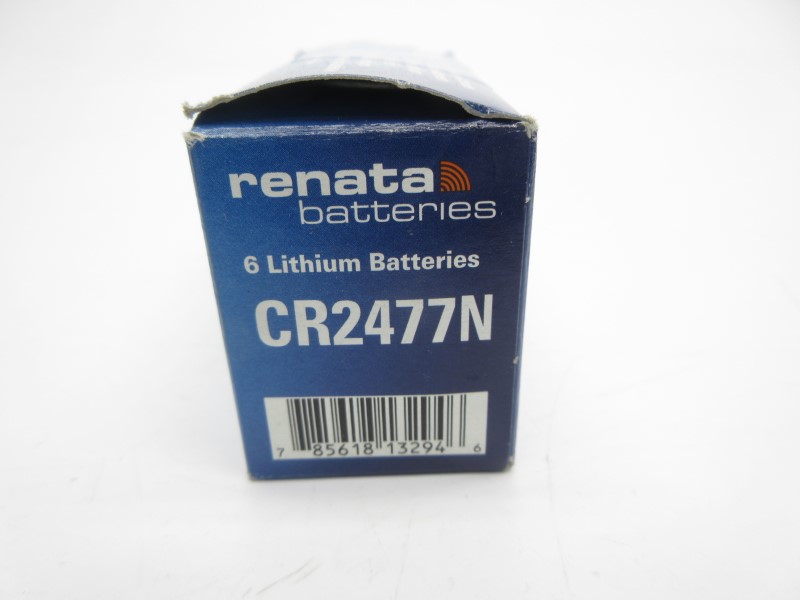 renata
batteries
6 Lithium Batteries
CR2477N
7 85618 13294 6